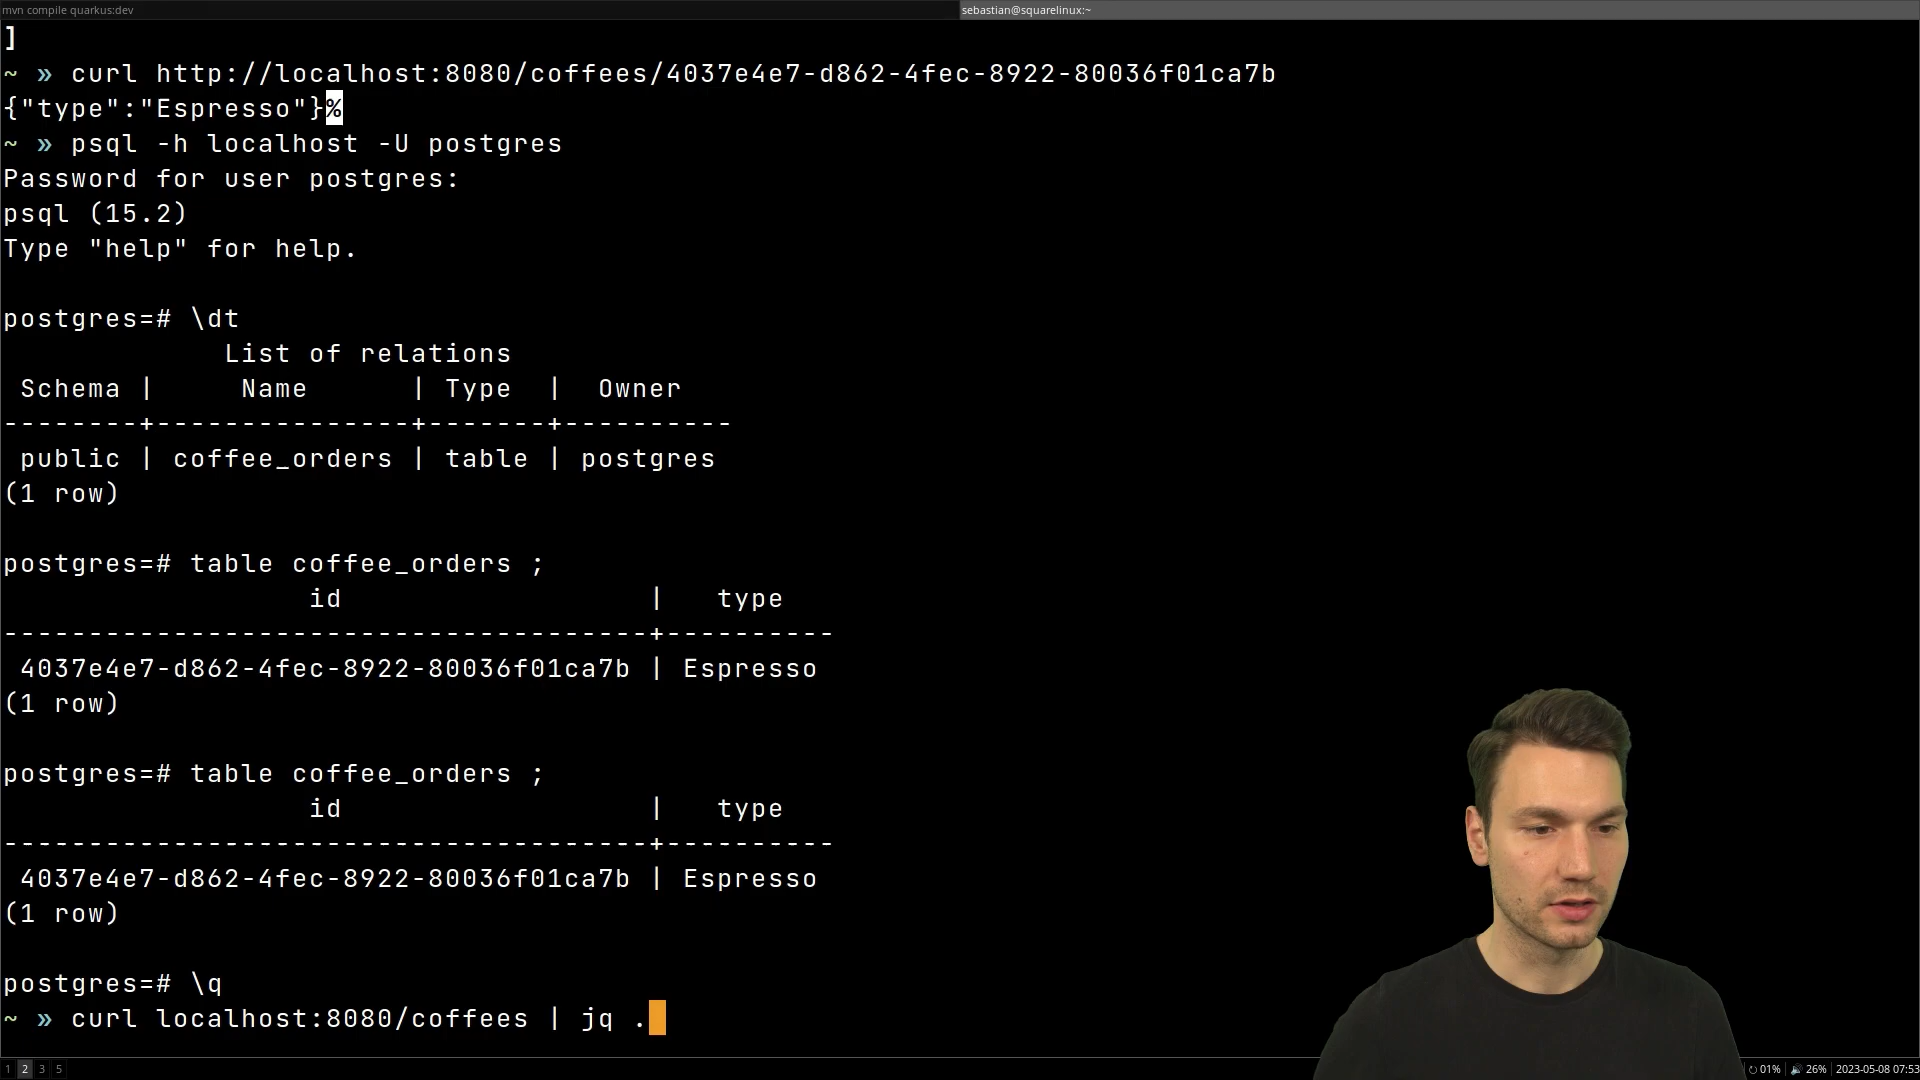 mvn compile quarkus:dev
sebastian@squarelinux:~
]
~ » curl http://localhost:8080/coffees/4037e4e7-d862-4fec-8922-80036f01ca7b
{"type":"Espresso"}%
~ » psql -h localhost -U postgres
Password for user postgres:
psql (15.2)
Type "help" for help.
postgres=# \dt
List of relations
Schema | Name | Type | Owner
--------+---------------+-------+----------
public | coffee_orders | table | postgres
(1 row)
postgres=# table coffee_orders ;
id | type
--------------------------------------+----------
4037e4e7-d862-4fec-8922-80036f01ca7b | Espresso
(1 row)
postgres=# table coffee_orders ;
id | type
--------------------------------------+----------
4037e4e7-d862-4fec-8922-80036f01ca7b | Espresso
(1 row)
postgres=# \q
~ » curl localhost:8080/coffees | jq .
1 2 3 5
01% | 26% | 2023-05-08 07:53